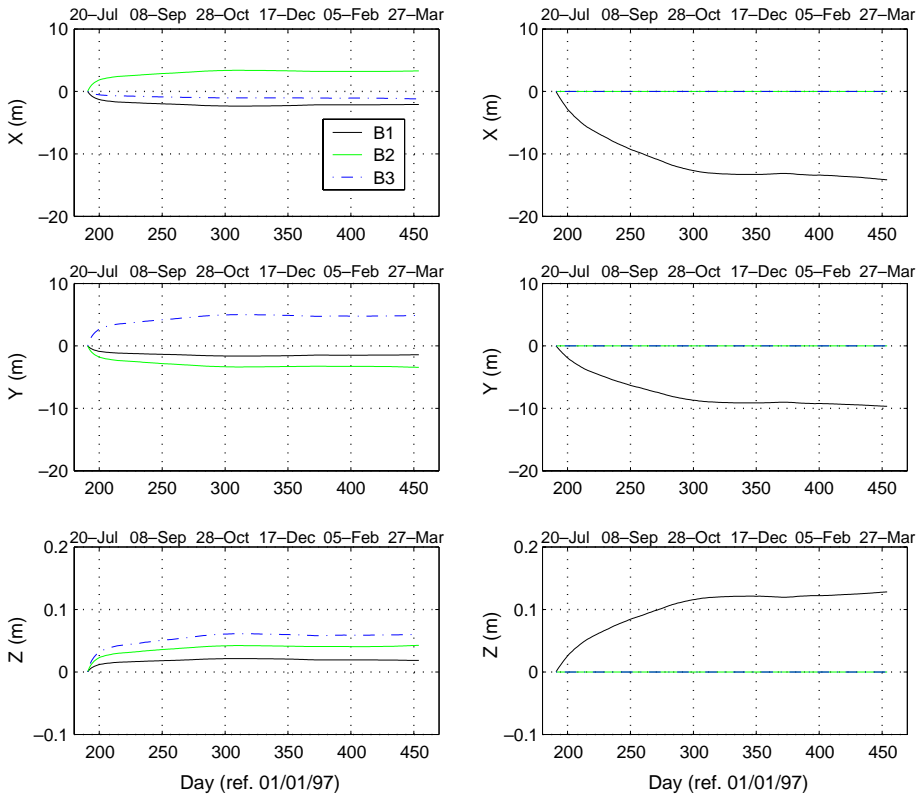 20–Jul 08–Sep 28–Oct 17–Dec 05–Feb 27–Mar
10
0
–10
–20
X (m)
B1
B2
B3
200 250 300 350 400 450
20–Jul 08–Sep 28–Oct 17–Dec 05–Feb 27–Mar
10
0
–10
–20
X (m)
200 250 300 350 400 450
20–Jul 08–Sep 28–Oct 17–Dec 05–Feb 27–Mar
10
0
–10
–20
Y (m)
200 250 300 350 400 450
20–Jul 08–Sep 28–Oct 17–Dec 05–Feb 27–Mar
10
0
–10
–20
Y (m)
200 250 300 350 400 450
20–Jul 08–Sep 28–Oct 17–Dec 05–Feb 27–Mar
0.2
0.1
0
–0.1
Z (m)
200 250 300 350 400 450
Day (ref. 01/01/97)
20–Jul 08–Sep 28–Oct 17–Dec 05–Feb 27–Mar
0.2
0.1
0
–0.1
Z (m)
200 250 300 350 400 450
Day (ref. 01/01/97)